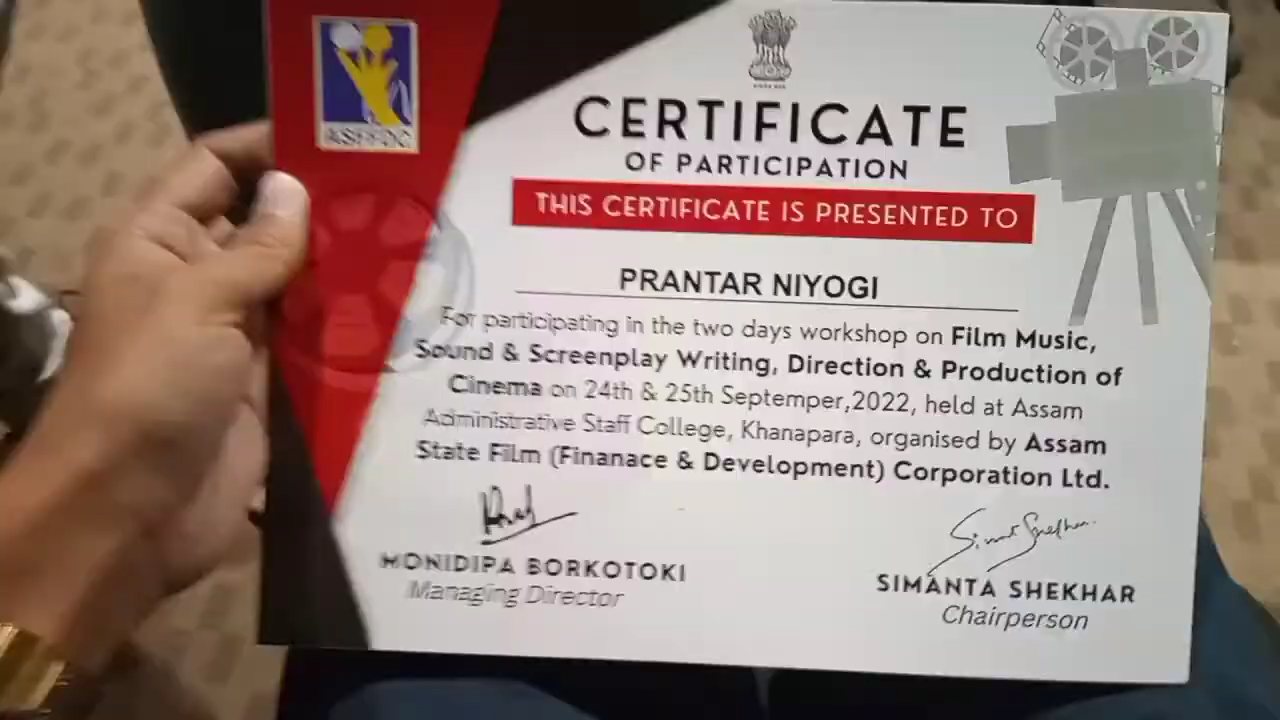 ASFFDC
CERTIFICATE
OF PARTICIPATION
THIS CERTIFICATE IS PRESENTED TO
PRANTAR NIYOGI
For participating in the two days workshop on Film Music,
Sound & Screenplay Writing, Direction & Production of
Cinema on 24th & 25th Septemper,2022, held at Assam
Administrative Staff College, Khanapara, organised by Assam
State Film (Finanace & Development) Corporation Ltd.
MONIDIPA BORKOTOKI
Managing Director
SIMANTA SHEKHAR
Chairperson